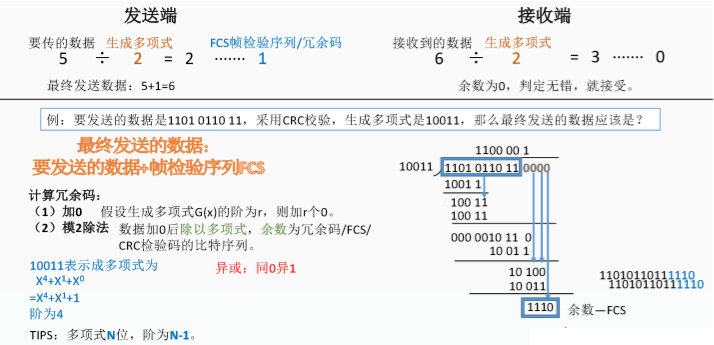 发送端
接收端
要传的数据 生成多项式 FCS帧检验序列/冗余码
5 ÷ 2 = 2 ······· 1
最终发送数据：5+1=6
接收到的数据 生成多项式
6 ÷ 2 = 3 ······· 0
余数为0，判定无错，就接受。
例：要发送的数据是1101 0110 11，采用CRC校验，生成多项式是10011，那么最终发送的数据应该是？
最终发送的数据：
要发送的数据+帧检验序列FCS
计算冗余码：
（1）加0 假设生成多项式G(x)的阶为r，则加r个0。
（2）模2除法 数据加0后除以多项式，余数为冗余码/FCS/
CRC检验码的比特序列。
10011表示成多项式为
X⁴+X¹+X⁰
=X⁴+X¹+1
阶为4
异或：同0异1
TIPS：多项式N位，阶为N-1。
1100 00 1
10011 1101 0110 11 0000
1001 1
100 11
100 11
000 0010 11 0
10 01 1
10 100
10 011
1110 余数—FCS
11010110111110
11010110111110